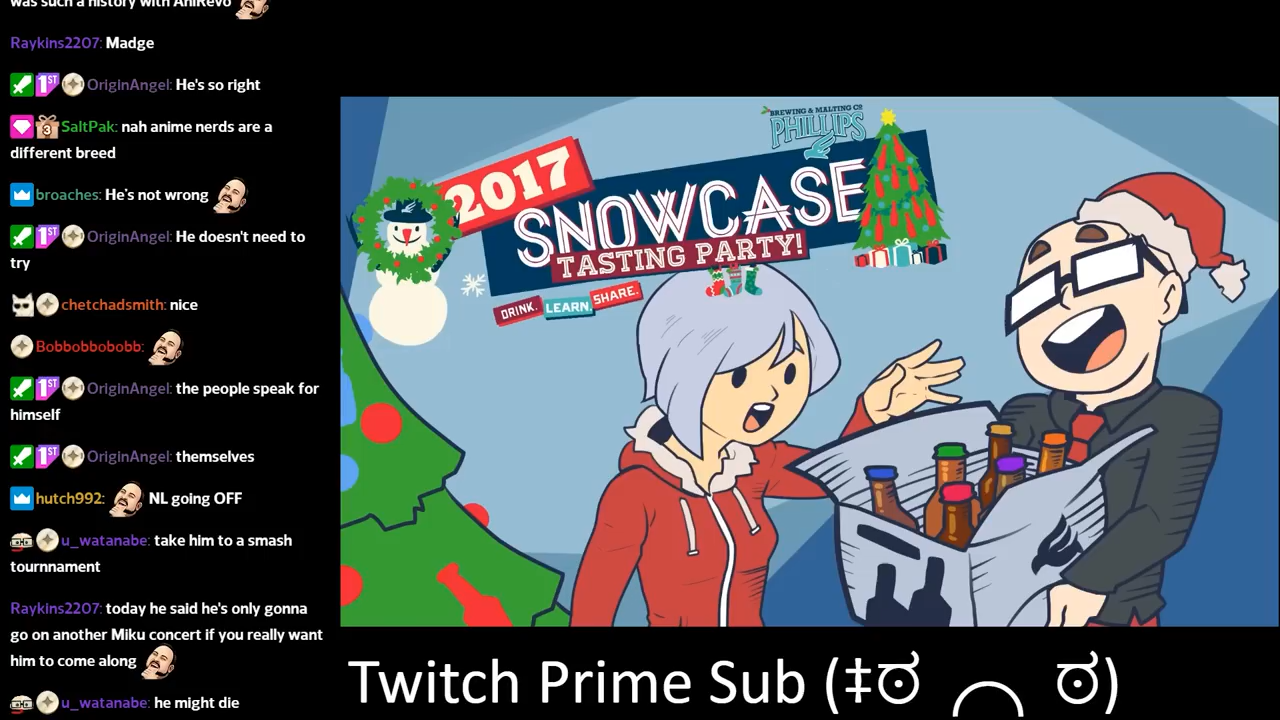 was such a history with AniRevo
Raykins2207: Madge
OriginAngel: He's so right
SaltPak: nah anime nerds are a
different breed
broaches: He's not wrong
OriginAngel: He doesn't need to
try
chetchadsmith: nice
Bobbobbobobb:
OriginAngel: the people speak for
himself
OriginAngel: themselves
hutch992: NL going OFF
u_watanabe: take him to a smash
tournnament
Raykins2207: today he said he's only gonna
go on another Miku concert if you really want
him to come along
u_watanabe: he might die
BREWING & MALTING CO
PHILLIPS
2017
SNOWCASE
TASTING PARTY!
DRINK. LEARN. SHARE.
Twitch Prime Sub (‡ಠ ͜ ಠ)